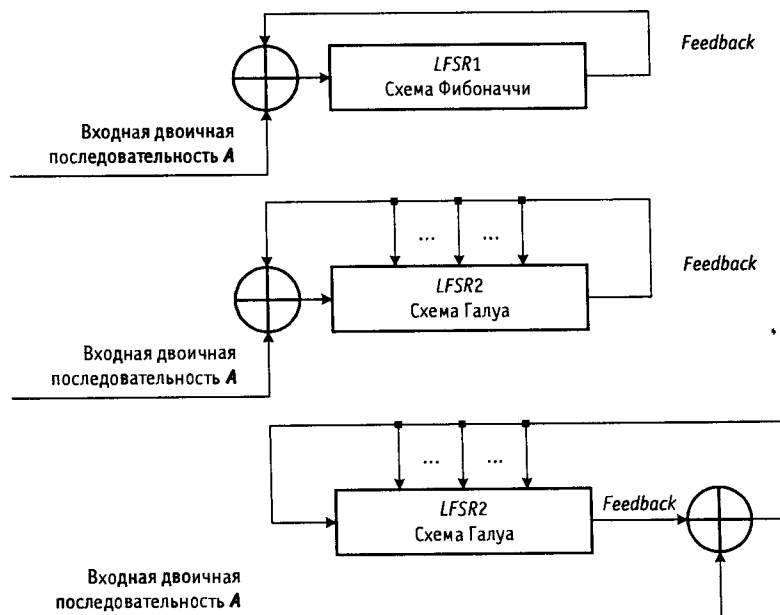 Feedback
LFSR1
Схема Фибоначчи
Входная двоичная
последовательность A
...
...
Feedback
LFSR2
Схема Галуа
Входная двоичная
последовательность A
...
...
LFSR2
Схема Галуа
Feedback
Входная двоичная
последовательность A